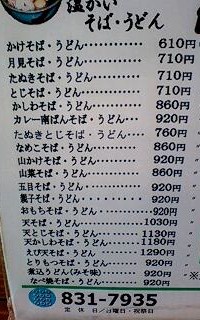 温かい
そば・うどん
かけそば・うどん………… 610円
月見そば・うどん………… 710円
たぬきそば・うどん……… 710円
とじそば・うどん………… 710円
かしわそば・うどん……… 860円
カレー南ばんそば・うどん… 920円
たぬきとじそば・うどん…… 760円
なめこそば・うどん……… 860円
山かけそば・うどん……… 920円
山菜そば・うどん………… 860円
五目そば・うどん………… 920円
そば・うどん………… 920円
おもちそば・うどん……… 920円
天そば・うどん………… 1030円
天とじそば・うどん……… 1130円
天かしわそば・うどん…… 1180円
えび天そば・うどん……… 1290円
とりもつそば・うどん…… 920円
煮込うどん(みそ味)……… 920円
なべ焼そば・うどん……… 920円
831-7935
定休日/日曜日・祝祭日